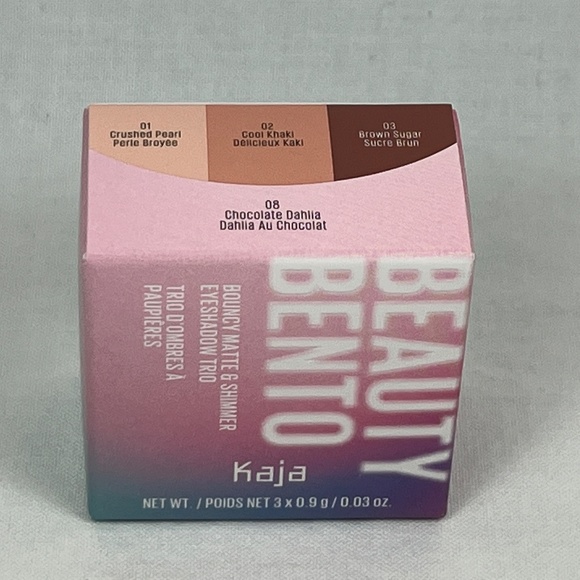 01
Crushed Pearl
Perle Broyée
02
Cool Khaki
Délicieux Kaki
03
Brown Sugar
Sucre Brun
08
Chocolate Dahlia
Dahlia Au Chocolat
BEAUTY
BENTO
BOUNCY MATTE & SHIMMER
EYESHADOW TRIO
TRIO D'OMBRES À
PAUPIÈRES
Kaja
NET WT. / POIDS NET 3 x 0.9 g / 0.03 oz.